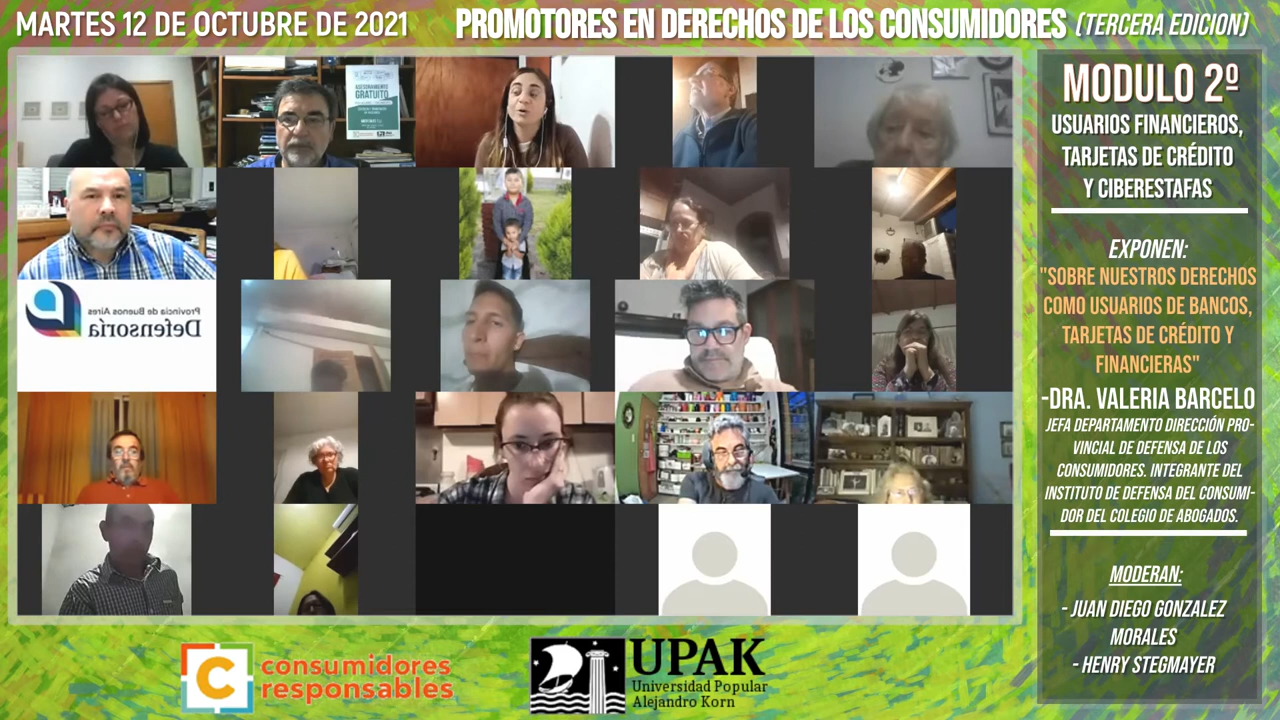 MARTES 12 DE OCTUBRE DE 2021
PROMOTORES EN DERECHOS DE LOS CONSUMIDORES (TERCERA EDICION)
ASESORAMIENTO
GRATUITO
Provincia de Buenos Aires
Defensoría
MODULO 2º
USUARIOS FINANCIEROS,
TARJETAS DE CRÉDITO
Y CIBERESTAFAS
EXPONEN:
"SOBRE NUESTROS DERECHOS
COMO USUARIOS DE BANCOS,
TARJETAS DE CRÉDITO Y
FINANCIERAS"
-DRA. VALERIA BARCELO
JEFA DEPARTAMENTO DIRECCIÓN PRO-
VINCIAL DE DEFENSA DE LOS
CONSUMIDORES. INTEGRANTE DEL
INSTITUTO DE DEFENSA DEL CONSUMI-
DOR DEL COLEGIO DE ABOGADOS.
MODERAN:
- JUAN DIEGO GONZALEZ
MORALES
- HENRY STEGMAYER
C
consumidores
responsables
UPAK
Universidad Popular
Alejandro Korn